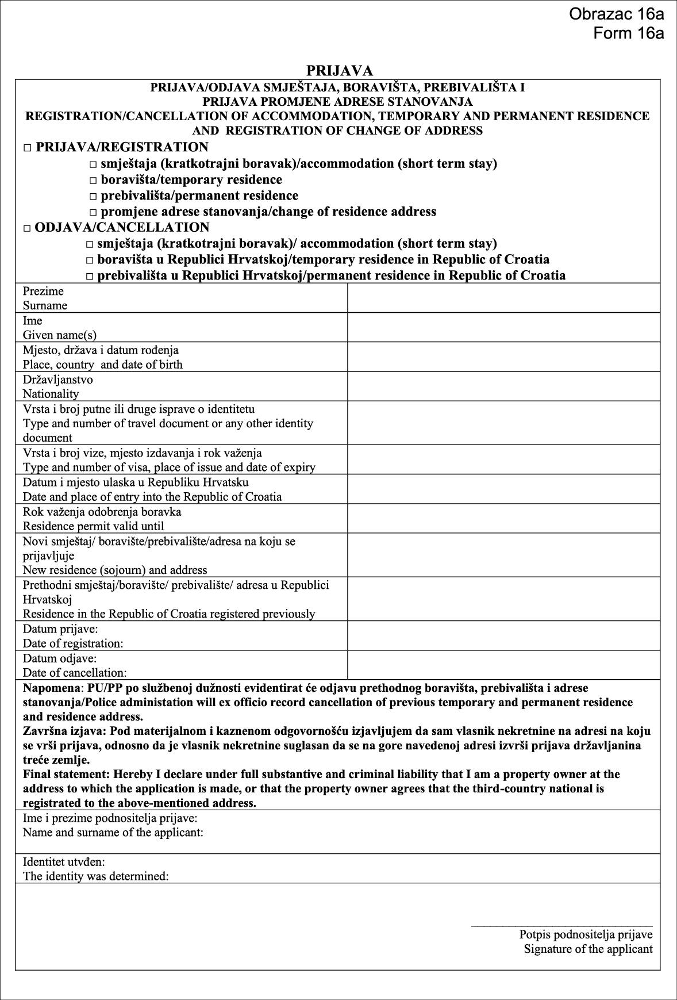 Obrazac 16a
Form 16a
PRIJAVA
PRIJAVA/ODJAVA SMJEŠTAJA, BORAVIŠTA, PREBIVALIŠTA I
PRIJAVA PROMJENE ADRESE STANOVANJA
REGISTRATION/CANCELLATION OF ACCOMMODATION, TEMPORARY AND PERMANENT RESIDENCE
AND REGISTRATION OF CHANGE OF ADDRESS
□ PRIJAVA/REGISTRATION
□ smještaja (kratkotrajni boravak)/accommodation (short term stay)
□ boravišta/temporary residence
□ prebivališta/permanent residence
□ promjene adrese stanovanja/change of residence address
□ ODJAVA/CANCELLATION
□ smještaja (kratkotrajni boravak)/ accommodation (short term stay)
□ boravišta u Republici Hrvatskoj/temporary residence in Republic of Croatia
□ prebivališta u Republici Hrvatskoj/permanent residence in Republic of Croatia
Prezime
Surname
Ime
Given name(s)
Mjesto, država i datum rođenja
Place, country and date of birth
Državljanstvo
Nationality
Vrsta i broj putne ili druge isprave o identitetu
Type and number of travel document or any other identity
document
Vrsta i broj vize, mjesto izdavanja i rok važenja
Type and number of visa, place of issue and date of expiry
Datum i mjesto ulaska u Republiku Hrvatsku
Date and place of entry into the Republic of Croatia
Rok važenja odobrenja boravka
Residence permit valid until
Novi smještaj/ boravište/prebivalište/adresa na koju se
prijavljuje
New residence (sojourn) and address
Prethodni smještaj/boravište/ prebivalište/ adresa u Republici
Hrvatskoj
Residence in the Republic of Croatia registered previously
Datum prijave:
Date of registration:
Datum odjave:
Date of cancellation:
Napomena: PU/PP po službenoj dužnosti evidentirat će odjavu prethodnog boravišta, prebivališta i adrese
stanovanja/Police administation will ex officio record cancellation of previous temporary and permanent residence
and residence address.
Završna izjava: Pod materijalnom i kaznenom odgovornošću izjavljujem da sam vlasnik nekretnine na adresi na koju
se vrši prijava, odnosno da je vlasnik nekretnine suglasan da se na gore navedenoj adresi izvrši prijava državljanina
treće zemlje.
Final statement: Hereby I declare under full substantive and criminal liability that I am a property owner at the
address to which the application is made, or that the property owner agrees that the third-country national is
registrated to the above-mentioned address.
Ime i prezime podnositelja prijave:
Name and surname of the applicant:
Identitet utvđen:
The identity was determined:
Potpis podnositelja prijave
Signature of the applicant